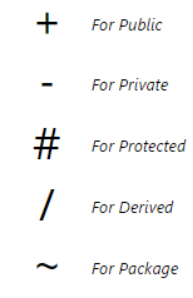 + For Public
- For Private
# For Protected
/ For Derived
~ For Package